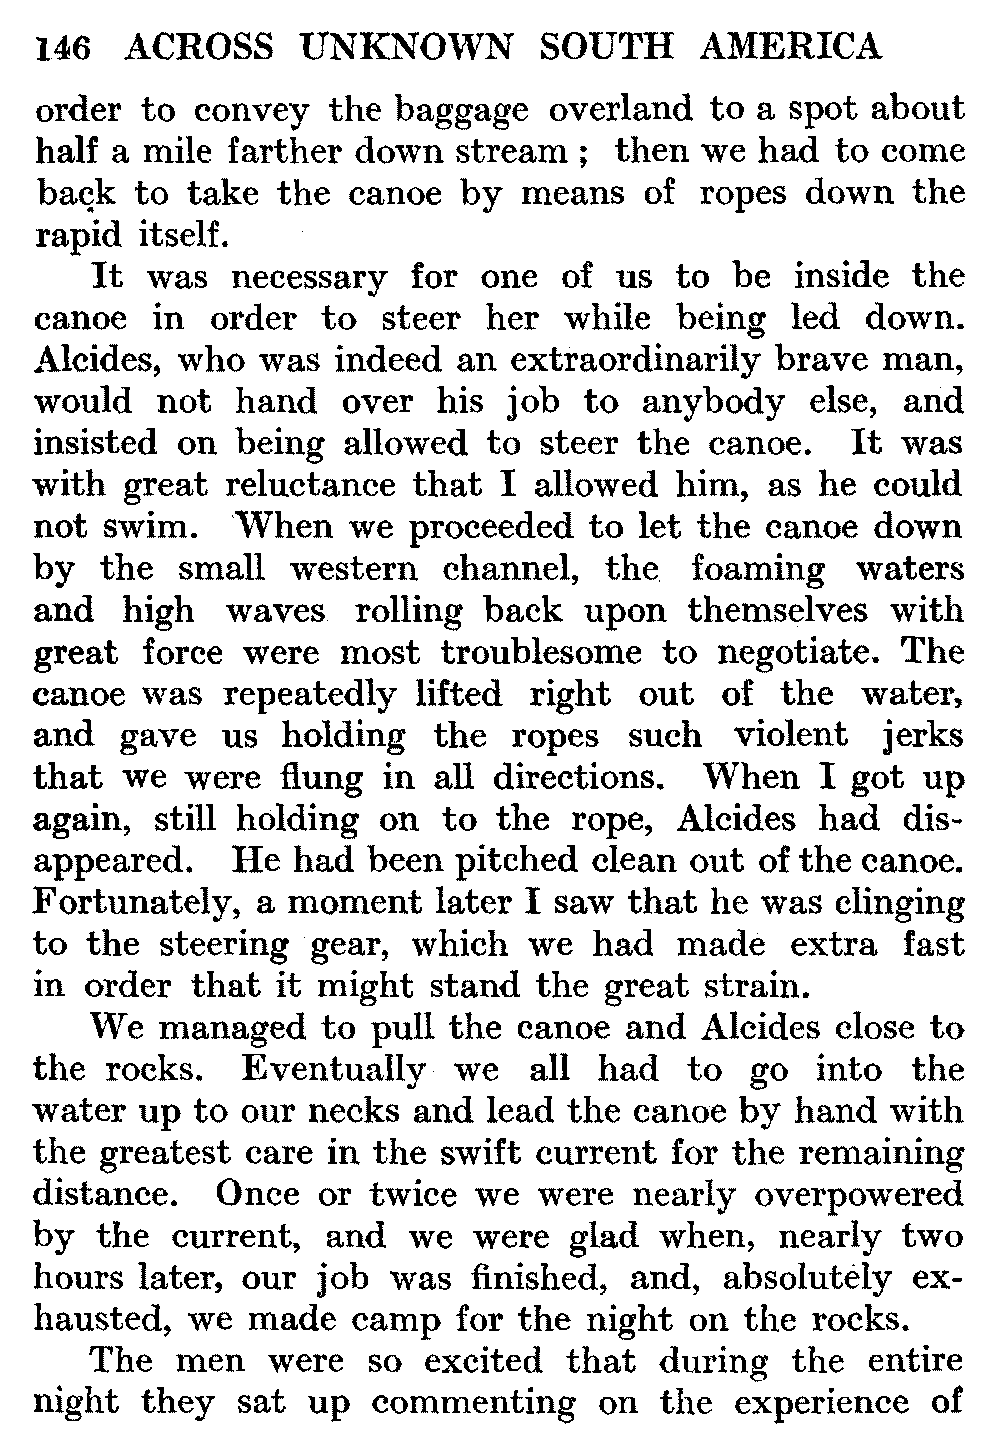 146 ACROSS UNKNOWN SOUTH AMERICA
order to convey the baggage overland to a spot about
half a mile farther down stream ; then we had to come
back to take the canoe by means of ropes down the
rapid itself.
It was necessary for one of us to be inside the
canoe in order to steer her while being led down.
Alcides, who was indeed an extraordinarily brave man,
would not hand over his job to anybody else, and
insisted on being allowed to steer the canoe. It was
with great reluctance that I allowed him, as he could
not swim. When we proceeded to let the canoe down
by the small western channel, the foaming waters
and high waves rolling back upon themselves with
great force were most troublesome to negotiate. The
canoe was repeatedly lifted right out of the water,
and gave us holding the ropes such violent jerks
that we were flung in all directions. When I got up
again, still holding on to the rope, Alcides had dis-
appeared. He had been pitched clean out of the canoe.
Fortunately, a moment later I saw that he was clinging
to the steering gear, which we had made extra fast
in order that it might stand the great strain.
We managed to pull the canoe and Alcides close to
the rocks. Eventually we all had to go into the
water up to our necks and lead the canoe by hand with
the greatest care in the swift current for the remaining
distance. Once or twice we were nearly overpowered
by the current, and we were glad when, nearly two
hours later, our job was finished, and, absolutely ex-
hausted, we made camp for the night on the rocks.
The men were so excited that during the entire
night they sat up commenting on the experience of